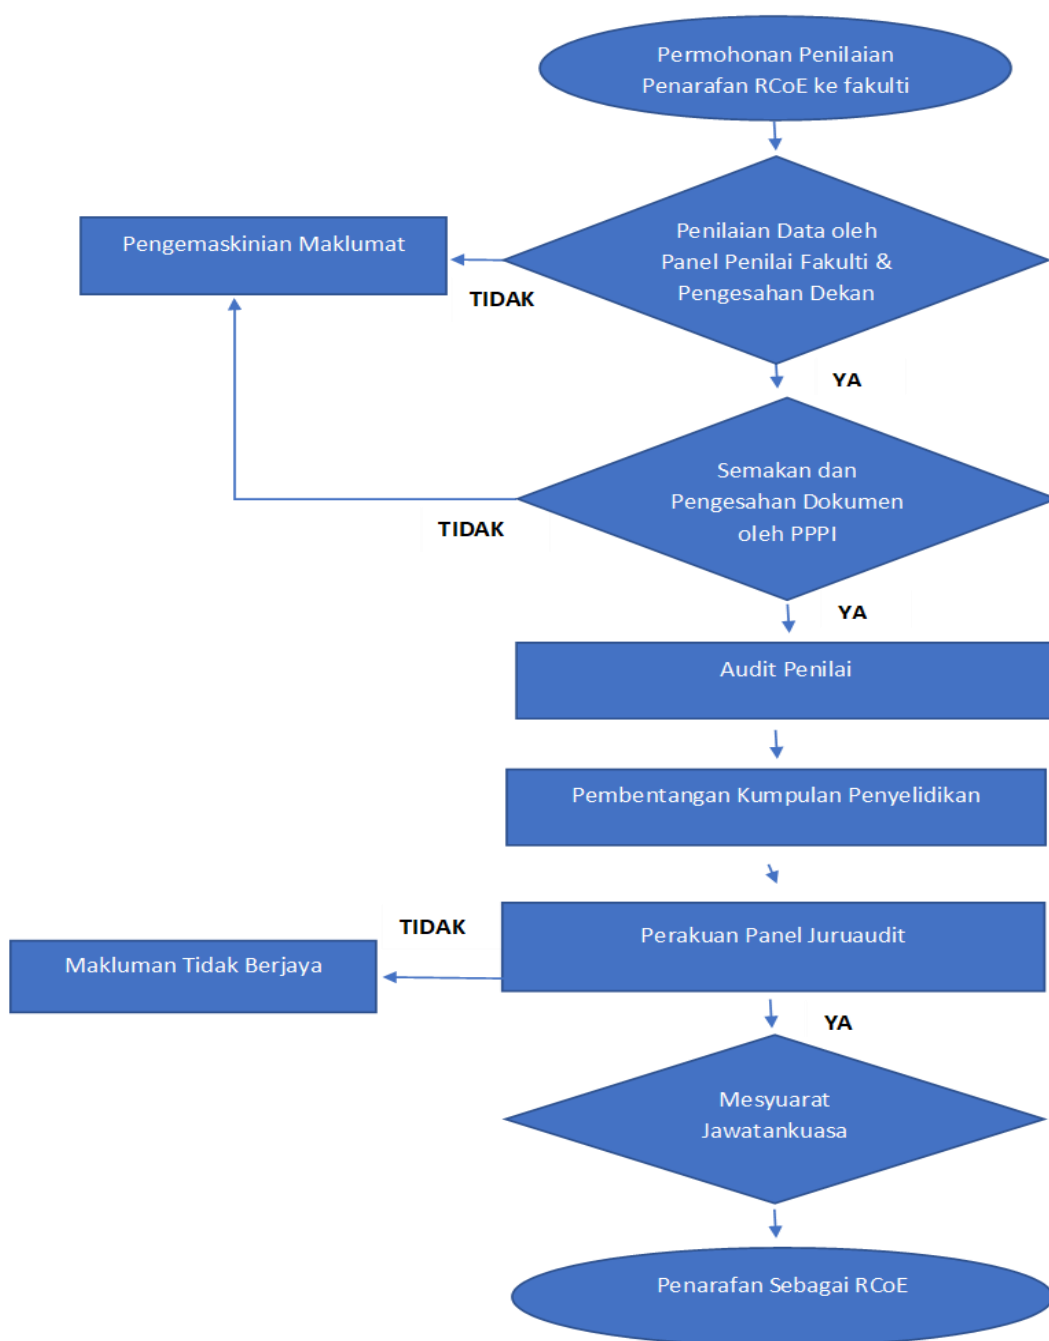 Permohonan Penilaian
Penarafan RCoE ke fakulti
Pengemaskinian Maklumat
Penilaian Data oleh
Panel Penilai Fakulti &
Pengesahan Dekan
TIDAK
YA
Semakan dan
Pengesahan Dokumen
oleh PPPI
TIDAK
YA
Audit Penilai
Pembentangan Kumpulan Penyelidikan
TIDAK
Perakuan Panel Juruaudit
Makluman Tidak Berjaya
YA
Mesyuarat
Jawatankuasa
Penarafan Sebagai RCoE